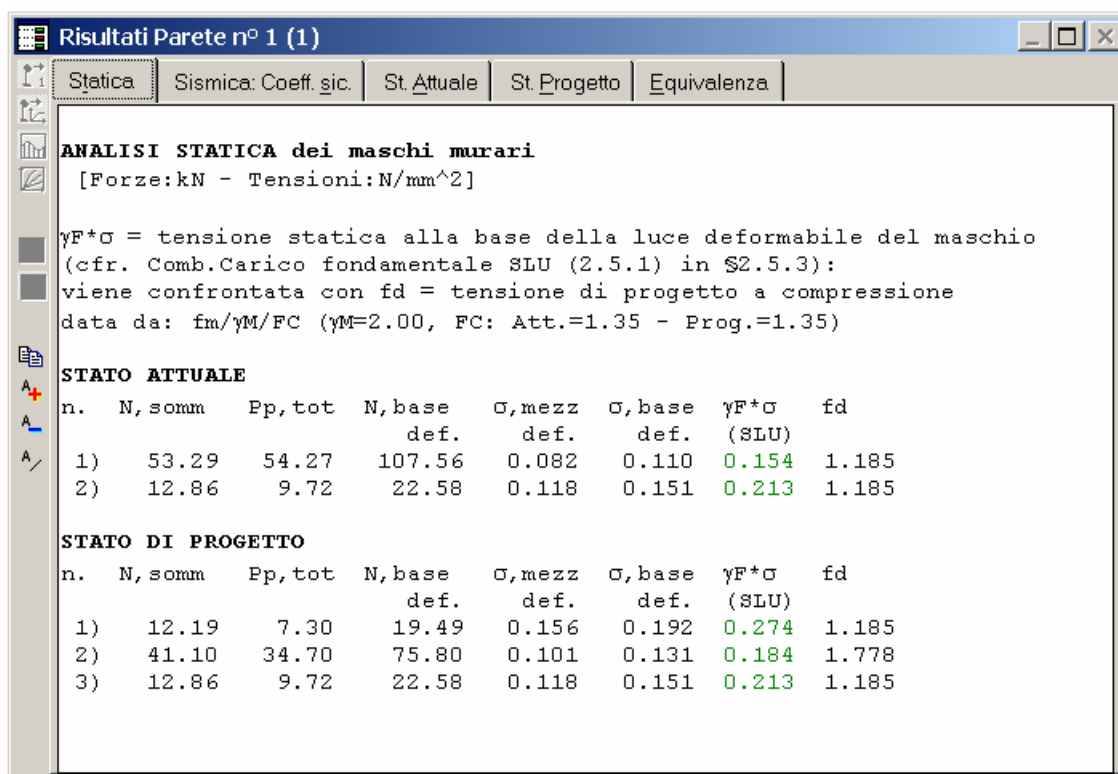 Risultati Parete nº 1 (1)
Statica Sismica: Coeff. sic. St. Attuale St. Progetto Equivalenza
ANALISI STATICA dei maschi murari
[Forze:kN - Tensioni:N/mm^2]
γF*σ = tensione statica alla base della luce deformabile del maschio
(cfr. Comb.Carico fondamentale SLU (2.5.1) in §2.5.3):
viene confrontata con fd = tensione di progetto a compressione
data da: fm/γM/FC (γM=2.00, FC: Att.=1.35 - Prog.=1.35)
STATO ATTUALE
n. N,somm Pp,tot N,base σ,mezz σ,base γF*σ fd
def. def. def. (SLU)
1) 53.29 54.27 107.56 0.082 0.110 0.154 1.185
2) 12.86 9.72 22.58 0.118 0.151 0.213 1.185
STATO DI PROGETTO
n. N,somm Pp,tot N,base σ,mezz σ,base γF*σ fd
def. def. def. (SLU)
1) 12.19 7.30 19.49 0.156 0.192 0.274 1.185
2) 41.10 34.70 75.80 0.101 0.131 0.184 1.778
3) 12.86 9.72 22.58 0.118 0.151 0.213 1.185